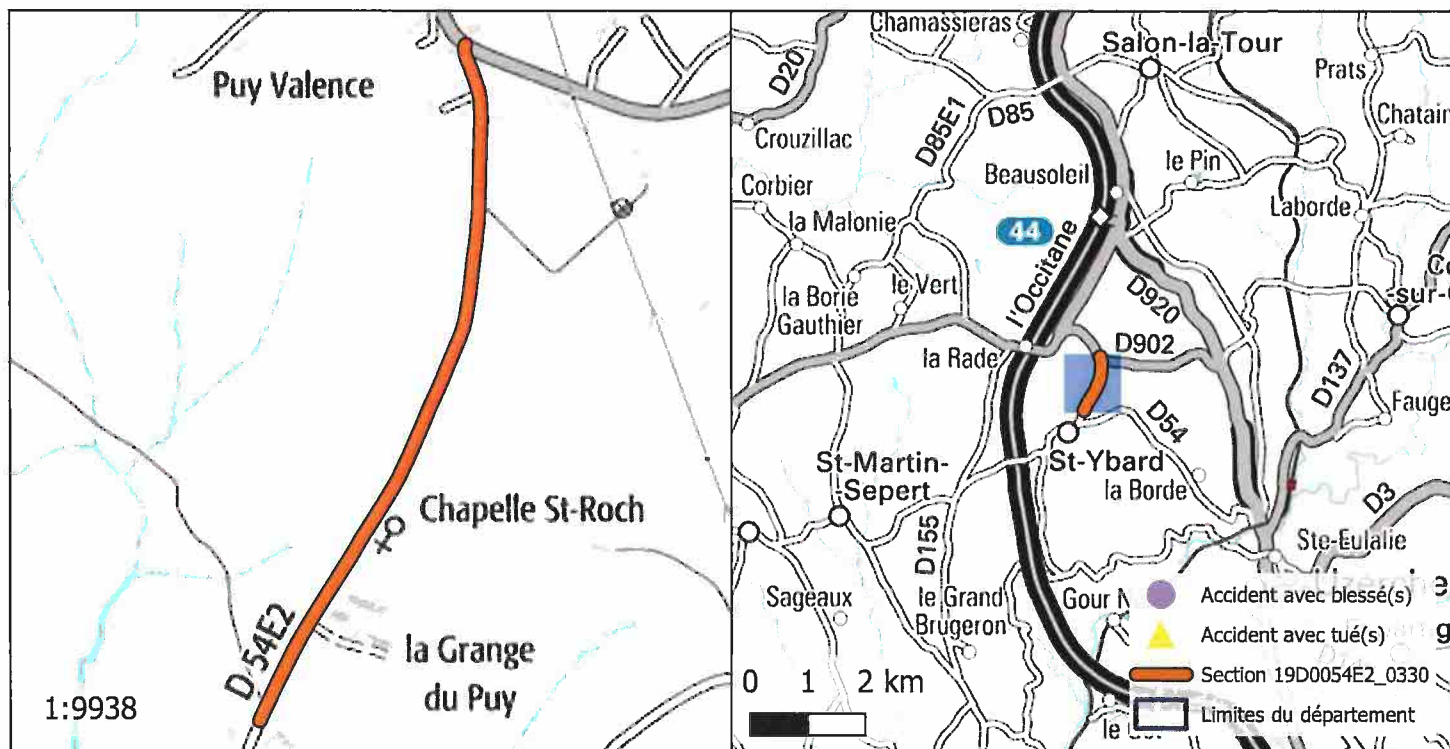 Puy Valence
Chapelle St-Roch
D 54E2
la Grange
du Puy
1:9938
Chamassieras
Salon-la-Tour
D20
Prats
D85E1
D85
Crouzillac
le Pin
Beausoleil
Corbier
Laborde
la Malonie
44
l'Occitane
le Vert
la Borie
Gauthier
D920
-sur-
la Rade
D902
D137
D54
St-Martin-
Sepert
St-Ybard
la Borde
D3
D155
Ste-Eulalie
Sageaux
le Grand
Brugeron
Gour
Accident avec blessé(s)
Accident avec tué(s)
0 1 2 km
Section 19D0054E2_0330
Limites du département